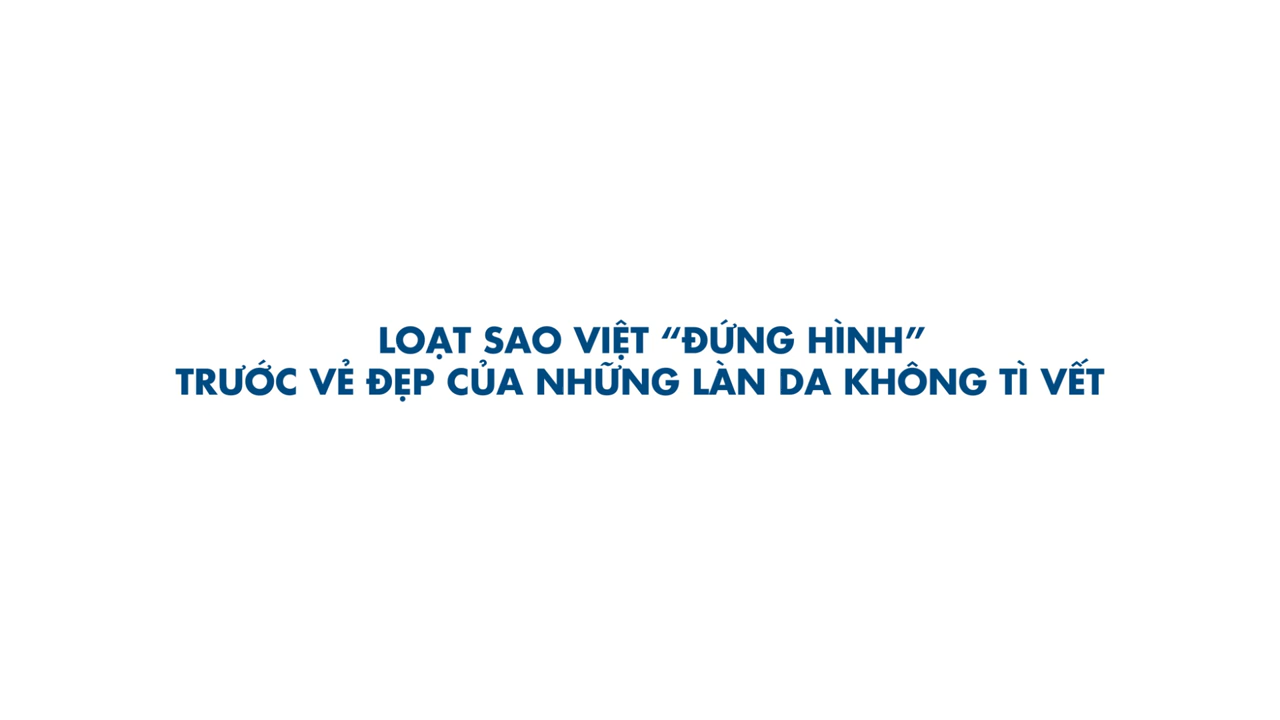 LOẠT SAO VIỆT “ĐỨNG HÌNH”
TRƯỚC VẺ ĐẸP CỦA NHỮNG LÀN DA KHÔNG TÌ VẾT